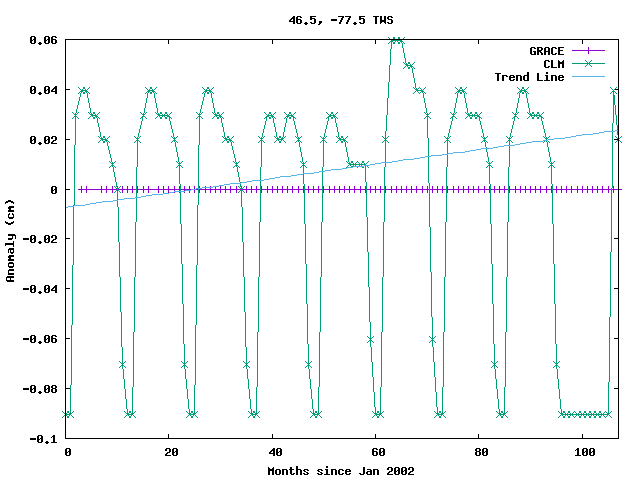 46.5, -77.5 TWS
GRACE
CLM
Trend Line
0.06
0.04
0.02
0
-0.02
-0.04
-0.06
-0.08
-0.1
Anomaly (cm)
0 20 40 60 80 100
Months since Jan 2002